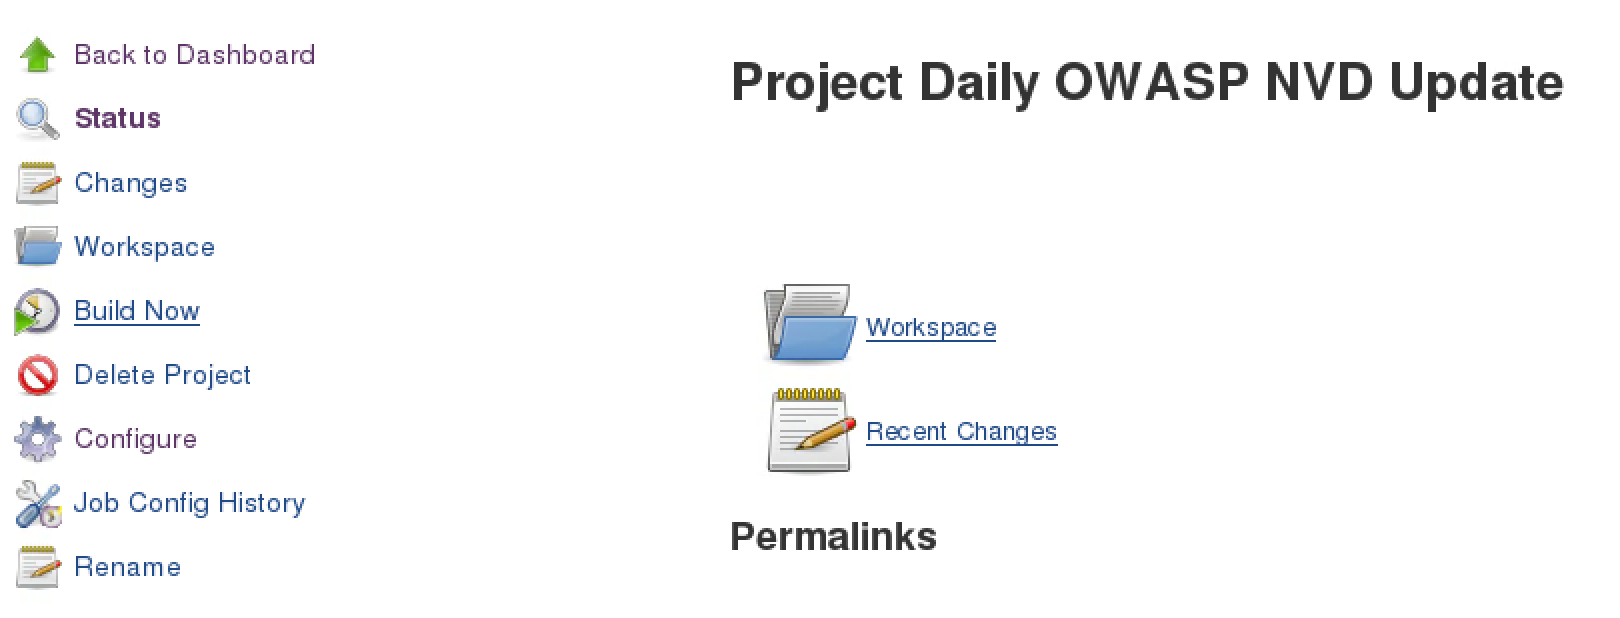 Back to Dashboard
Status
Changes
Workspace
Build Now
Delete Project
Configure
Job Config History
Rename
Project Daily OWASP NVD Update
Workspace
Recent Changes
Permalinks